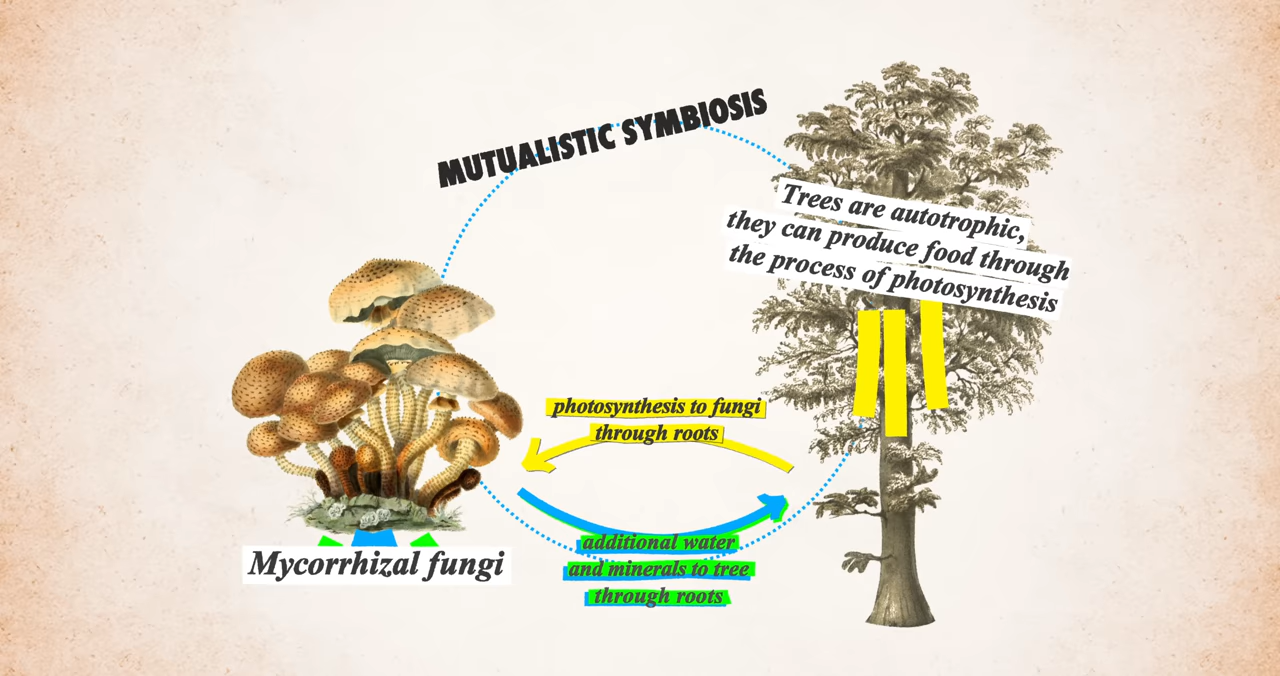 MUTUALISTIC SYMBIOSIS
Trees are autotrophic,
they can produce food through
the process of photosynthesis
photosynthesis to fungi
through roots
additional water
and minerals to tree
through roots
Mycorrhizal fungi